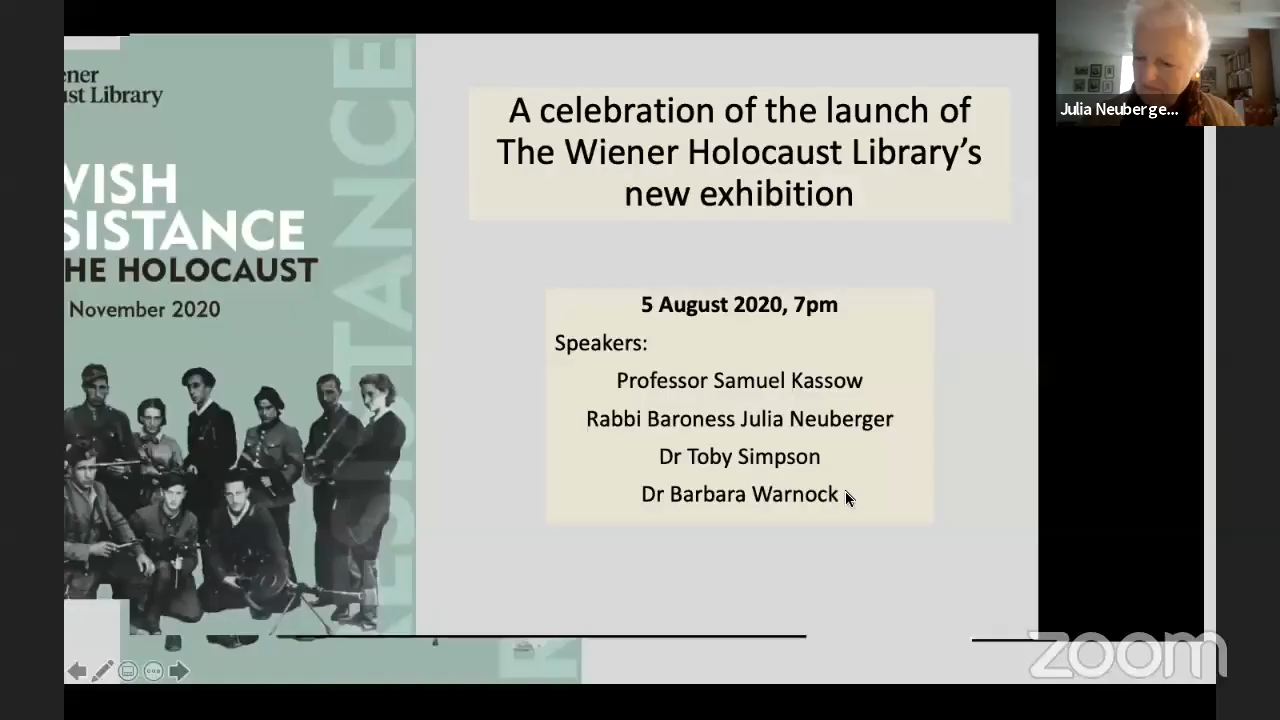 ener
ust Library
WISH
SISTANCE
HE HOLOCAUST
November 2020
RESISTANCE
A celebration of the launch of
The Wiener Holocaust Library's
new exhibition
5 August 2020, 7pm
Speakers:
Professor Samuel Kassow
Rabbi Baroness Julia Neuberger
Dr Toby Simpson
Dr Barbara Warnock
Julia Neuberge...
zoom